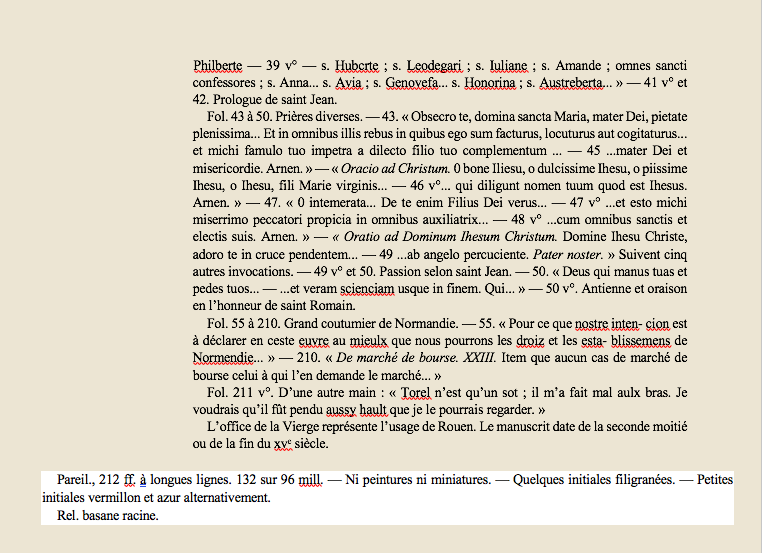 Philberte — 39 v° — s. Huberte ; s. Leodegari ; s. Iuliane ; s. Amande ; omnes sancti
confessores ; s. Anna... s. Avia ; s. Genovefa... s. Honorina ; s. Austreberta... » — 41 v° et
42. Prologue de saint Jean.
Fol. 43 à 50. Prières diverses. — 43. « Obsecro te, domina sancta Maria, mater Dei, pietate
plenissima... Et in omnibus illis rebus in quibus ego sum facturus, locuturus aut cogitaturus...
et michi famulo tuo impetra a dilecto filio tuo complementum ... — 45 ...mater Dei et
misericordie. Arnen. » — « Oracio ad Christum. 0 bone Iliesu, o dulcissime Ihesu, o piissime
Ihesu, o Ihesu, fili Marie virginis... — 46 v°... qui diligunt nomen tuum quod est Ihesus.
Arnen. » — 47. « 0 intemerata... De te enim Filius Dei verus... — 47 v° ...et esto michi
miserrimo peccatori propicia in omnibus auxiliatrix... — 48 v° ...cum omnibus sanctis et
electis suis. Arnen. » — « Oratio ad Dominum Ihesum Christum. Domine Ihesu Christe,
adoro te in cruce pendentem... — 49 ...ab angelo percuciente. Pater noster. » Suivent cinq
autres invocations. — 49 v° et 50. Passion selon saint Jean. — 50. « Deus qui manus tuas et
pedes tuos... — ...et veram scienciam usque in finem. Qui... » — 50 v°. Antienne et oraison
en l'honneur de saint Romain.
Fol. 55 à 210. Grand coutumier de Normandie. — 55. « Pour ce que nostre inten- cion est
à déclarer en ceste euvre au mieulx que nous pourrons les droiz et les esta- blissemens de
Normendie... » — 210. « De marché de bourse. XXIII. Item que aucun cas de marché de
bourse celui à qui l'en demande le marché... »
Fol. 211 v°. D'une autre main : « Torel n'est qu'un sot ; il m'a fait mal aulx bras. Je
voudrais qu'il fût pendu aussy hault que je le pourrais regarder. »
L'office de la Vierge représente l'usage de Rouen. Le manuscrit date de la seconde moitié
ou de la fin du xve siècle.
Pareil., 212 ff. à longues lignes. 132 sur 96 mill. — Ni peintures ni miniatures. — Quelques initiales filigranées. — Petites
initiales vermillon et azur alternativement.
Rel. basane racine.